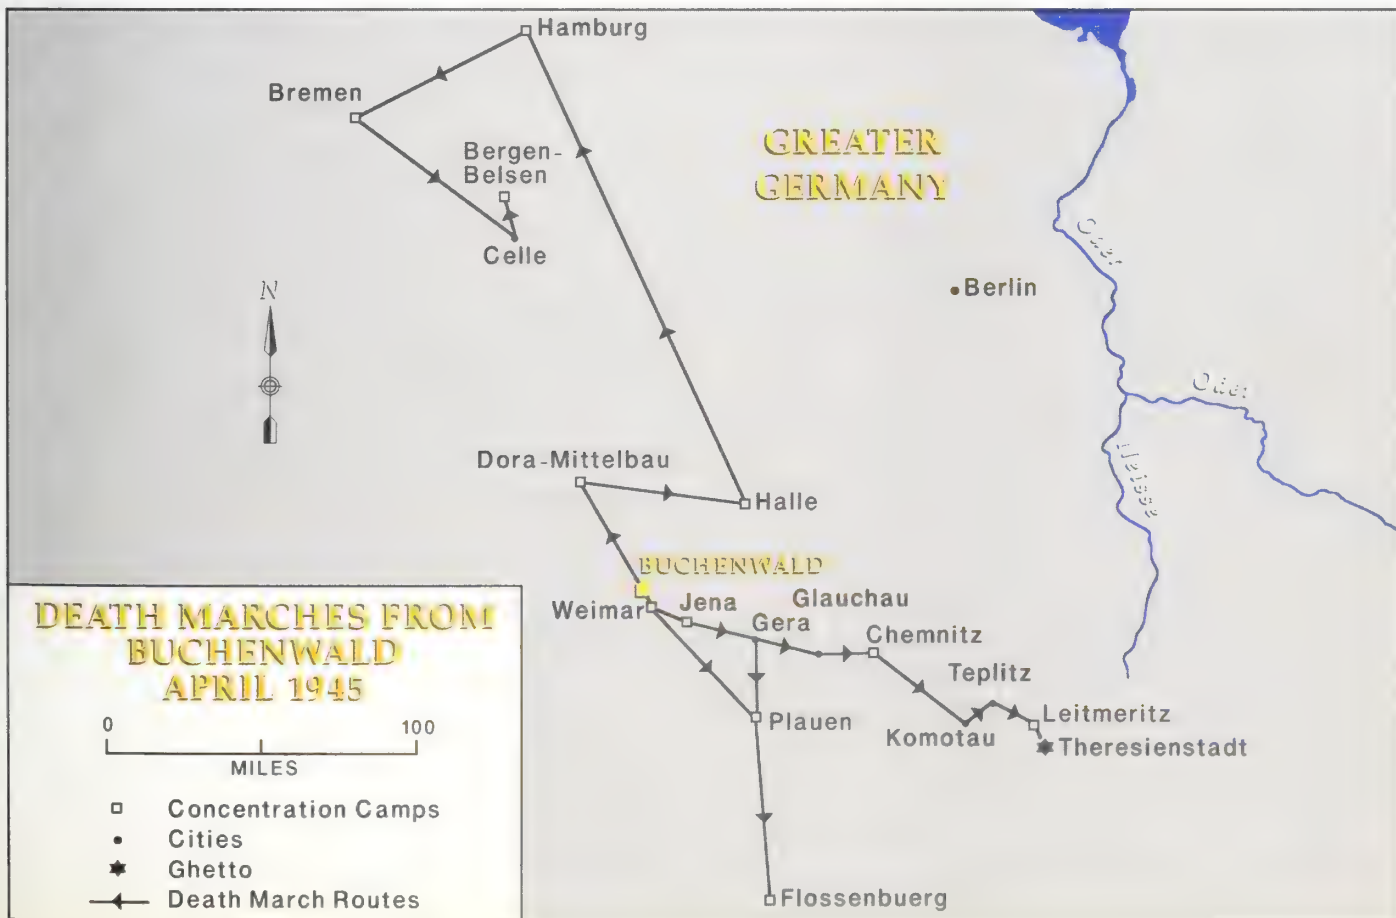 Hamburg
Bremen
Bergen-
Belsen
Celle
GREATER
GERMANY
N
Berlin
Oder
Oder
Neisse
Dora-Mittelbau
Halle
BUCHENWALD
Weimar
Jena
Gera
Glauchau
Chemnitz
Teplitz
Komotau
Leitmeritz
Theresienstadt
Plauen
Flossenbuerg
DEATH MARCHES FROM
BUCHENWALD
APRIL 1945
0 100
MILES
Concentration Camps
Cities
Ghetto
Death March Routes